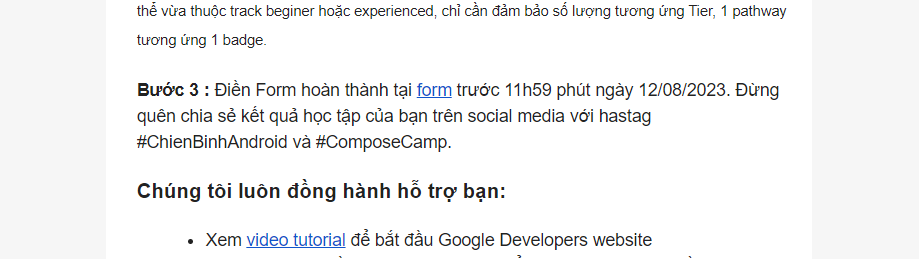 thể vừa thuộc track beginer hoặc experienced, chỉ cần đảm bảo số lượng tương ứng Tier, 1 pathway
tương ứng 1 badge.
Bước 3 : Điền Form hoàn thành tại form trước 11h59 phút ngày 12/08/2023. Đừng
quên chia sẻ kết quả học tập của bạn trên social media với hastag
#ChienBinhAndroid và #ComposeCamp.
Chúng tôi luôn đồng hành hỗ trợ bạn:
• Xem video tutorial để bắt đầu Google Developers website